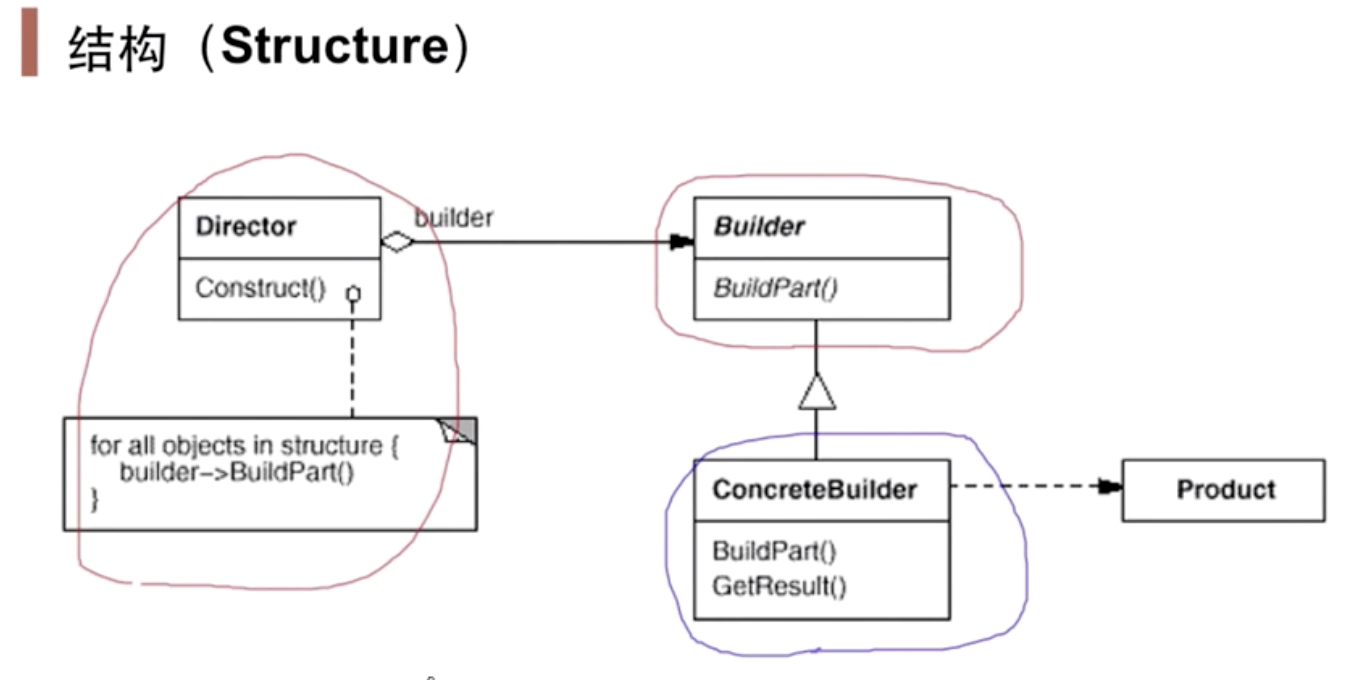 结构（Structure）
Director
Construct()
builder
Builder
BuildPart()
for all objects in structure {
builder->BuildPart()
}
ConcreteBuilder
BuildPart()
GetResult()
Product